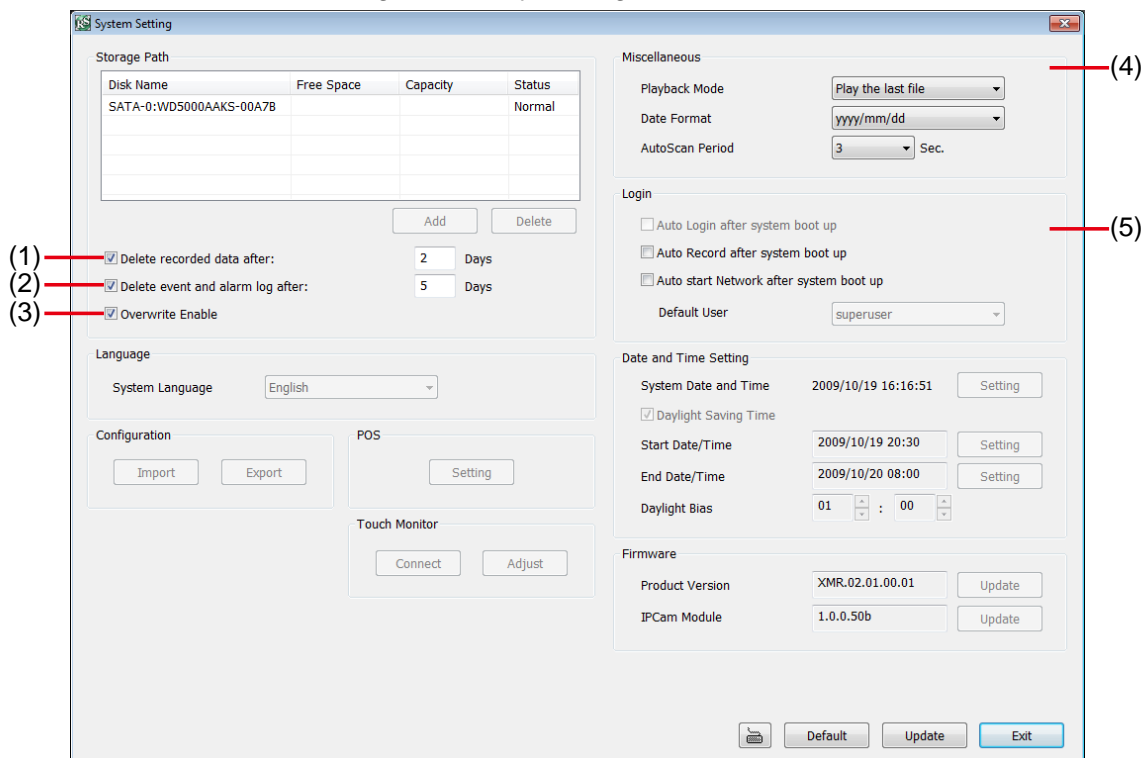 System Setting
Storage Path
Disk Name Free Space Capacity Status
SATA-0:WD5000AAKS-00A7B Normal
Add Delete
(1) Delete recorded data after: 2 Days
(2) Delete event and alarm log after: 5 Days
(3) Overwrite Enable
Language
System Language English
Configuration
Import Export
POS
Setting
Touch Monitor
Connect Adjust
Miscellaneous
(4)
Playback Mode Play the last file
Date Format yyyy/mm/dd
AutoScan Period 3 Sec.
Login
Auto Login after system boot up
(5)
Auto Record after system boot up
Auto start Network after system boot up
Default User superuser
Date and Time Setting
System Date and Time 2009/10/19 16:16:51 Setting
Daylight Saving Time
Start Date/Time 2009/10/19 20:30 Setting
End Date/Time 2009/10/20 08:00 Setting
Daylight Bias 01 : 00
Firmware
Product Version XMR.02.01.00.01 Update
IPCam Module 1.0.0.50b Update
Default Update Exit